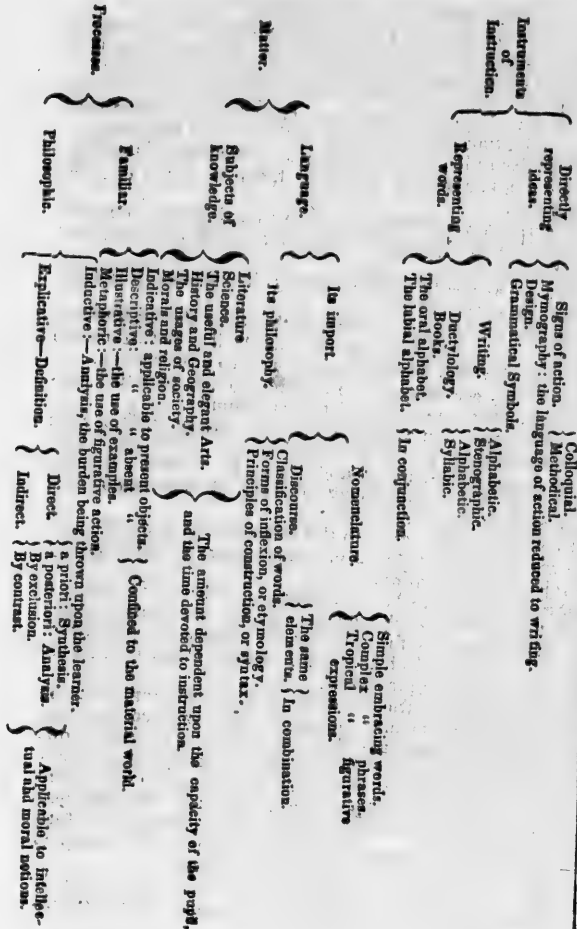 Instruments
of
Instruction.
Directly
representing
ideas.
Signs of action. { Colloquial.
{ Methodical.
Mymography: the language of action reduced to writing.
Design.
Grammatical Symbols.
Representing
words.
Writing. { Alphabetic.
{ Stenographic.
Ductylology. { Alphabetic.
{ Syllabic.
Books.
The oral alphabet. }
The labial alphabet. { In conjunction.
Matter.
Language.
Its import
Nomenclature.
Simple embracing words.
Complex “ phrases.
Tropical “ figurative
expressions.
Discourse. { The same }
elements. { In combination.
Its philosophy.
Classification of words.
Forms of inflexion, or etymology.
Principles of construction, or syntax.
Subjects of
knowledge.
Literature
Science.
The useful and elegant Arts.
History and Geography.
The usages of society.
Morals and religion.
The amount dependent upon the capacity of the pupil,
and the time devoted to instruction.
Processes.
Familiar.
Indicative: applicable to present objects. }
Descriptive: “ “ absent “ { Confined to the material world.
Illustrative:—the use of examples.
Metaphoric:—the use of figurative action.
Philosophic.
Inductive:—Analysis, the burden being thrown upon the learner.
Explicative—Definition.
Direct. { a priori: Synthesis.
{ a posteriori: Analysis.
Indirect. { By exclusion.
{ By contrast.
Applicable to intellec-
tual and moral notions.